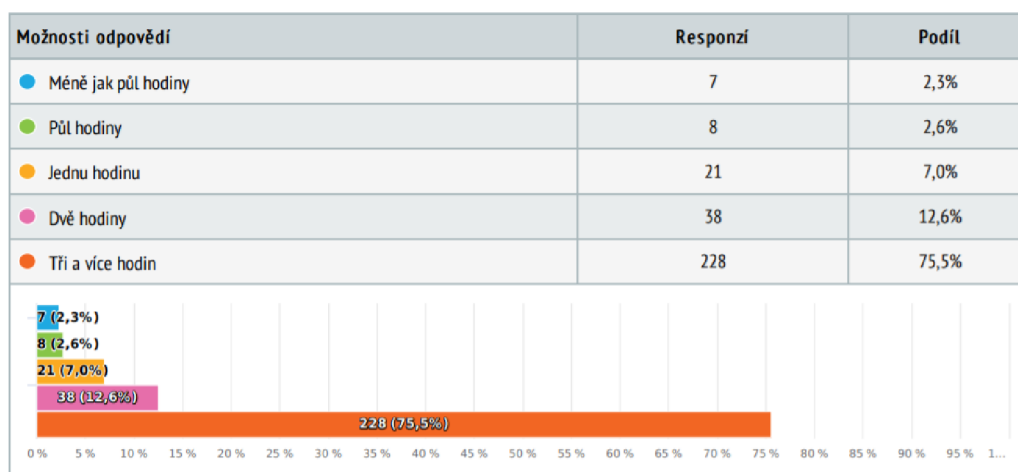 Možnosti odpovědí Responzí Podíl
Méně jak půl hodiny 7 2,3%
Půl hodiny 8 2,6%
Jednu hodinu 21 7,0%
Dvě hodiny 38 12,6%
Tři a více hodin 228 75,5%
7 (2,3%)
8 (2,6%)
21 (7,0%)
38 (12,6%)
228 (75,5%)
0 % 5 % 10 % 15 % 20 % 25 % 30 % 35 % 40 % 45 % 50 % 55 % 60 % 65 % 70 % 75 % 80 % 85 % 90 % 95 % 1...